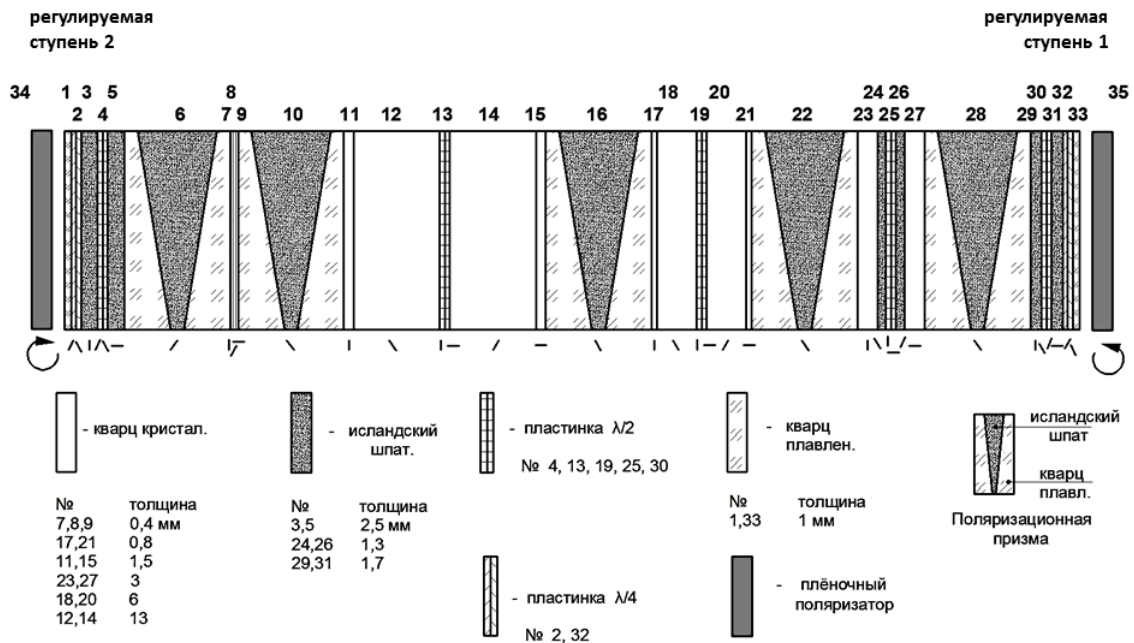 регулируемая
ступень 2
регулируемая
ступень 1
34 1 3 5 6 8 10 11 12 13 14 15 16 17 18 20 22 24 26 28 30 32 35
2 4 7 9 19 21 23 25 27 29 31 33
- кварц кристал.
№ толщина
7,8,9 0,4 мм
17,21 0,8
11,15 1,5
23,27 3
18,20 6
12,14 13
- исландский
шпат.
№ толщина
3,5 2,5 мм
24,26 1,3
29,31 1,7
- пластинка λ/2
№ 4, 13, 19, 25, 30
- пластинка λ/4
№ 2, 32
- кварц
плавлен.
№ толщина
1,33 1 мм
- плёночный
поляризатор
исландский
шпат
кварц
плавл.
Поляризационная
призма